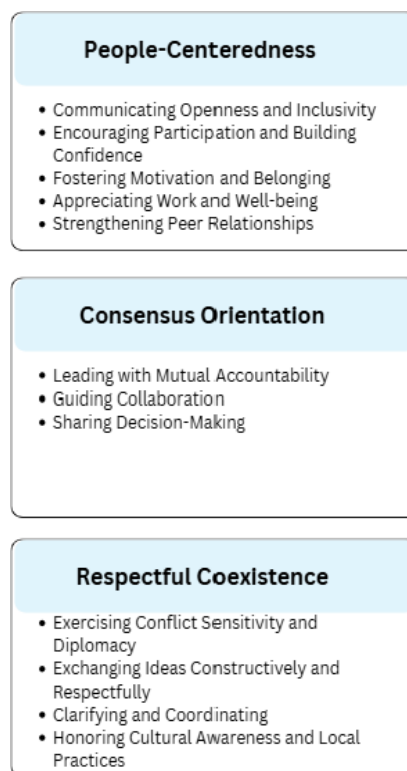 People-Centeredness
• Communicating Openness and Inclusivity
• Encouraging Participation and Building
Confidence
• Fostering Motivation and Belonging
• Appreciating Work and Well-being
• Strengthening Peer Relationships
Consensus Orientation
• Leading with Mutual Accountability
• Guiding Collaboration
• Sharing Decision-Making
Respectful Coexistence
• Exercising Conflict Sensitivity and
Diplomacy
• Exchanging Ideas Constructively and
Respectfully
• Clarifying and Coordinating
• Honoring Cultural Awareness and Local
Practices